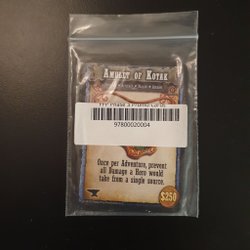 Amulet of Kotak
97800020004
Once per Adventure, prevent
all Damage a Hero would
take from a single source.
$250